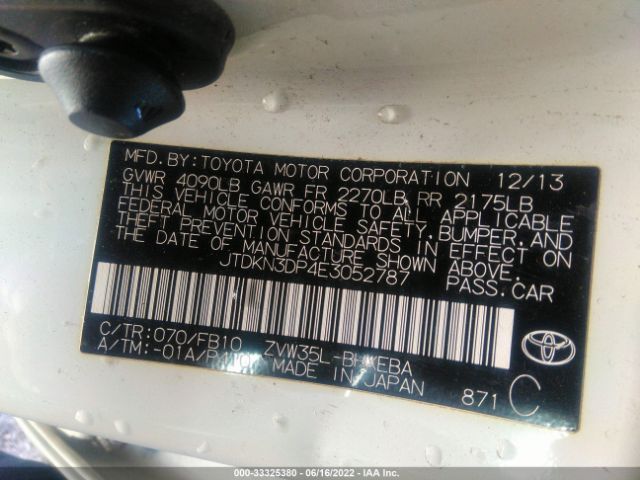 MFD. BY: TOYOTA MOTOR CORPORATION 12/13
GVWR 4090LB GAWR FR 2270LB RR 2175LB
THIS VEHICLE CONFORMS TO ALL APPLICABLE
FEDERAL MOTOR VEHICLE SAFETY, BUMPER, AND
THEFT PREVENTION STANDARDS IN EFFECT ON
THE DATE OF MANUFACTURE SHOWN ABOVE.
JTDKN3DP4E3052787 PASS. CAR
C/TR: 070/FB10 ZVW35L-BHXEBA
A/TM: -01A/P410 MADE IN JAPAN
871 C
TOYOTA
000-33325380 - 06/16/2022 - IAA Inc.